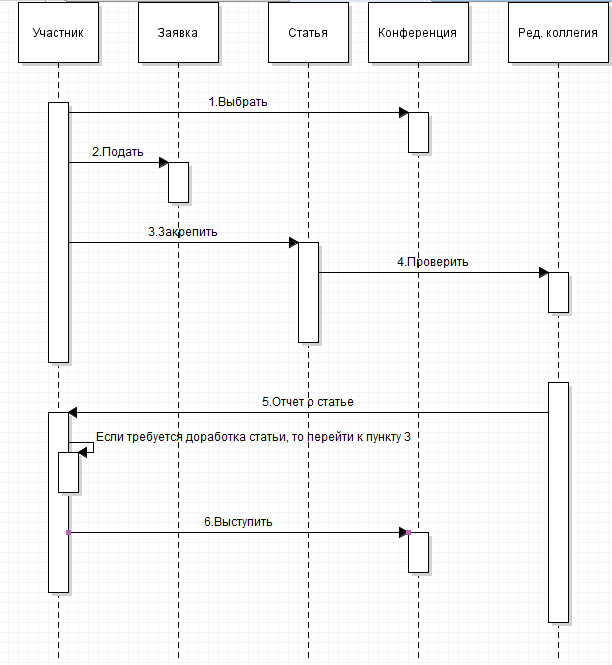 Участник
Заявка
Статья
Конференция
Ред. коллегия
1.Выбрать
2.Подать
3.Закрепить
4.Проверить
5.Отчет о статье
Если требуется доработка статьи, то перейти к пункту 3
6.Выступить